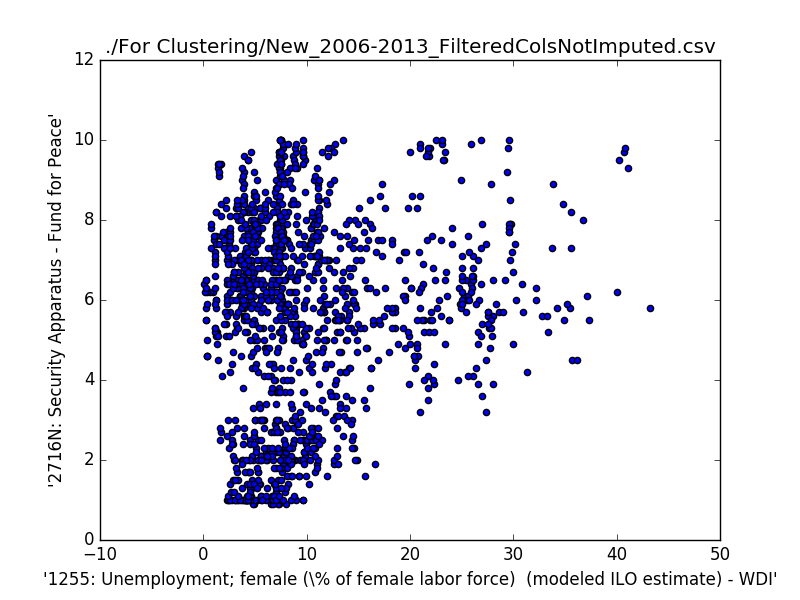 ./For Clustering/New_2006-2013_FilteredColsNotImputed.csv
12
10
8
6
4
2
0
'2716N: Security Apparatus - Fund for Peace'
−10 0 10 20 30 40 50
'1255: Unemployment; female (\% of female labor force)  (modeled ILO estimate) - WDI'